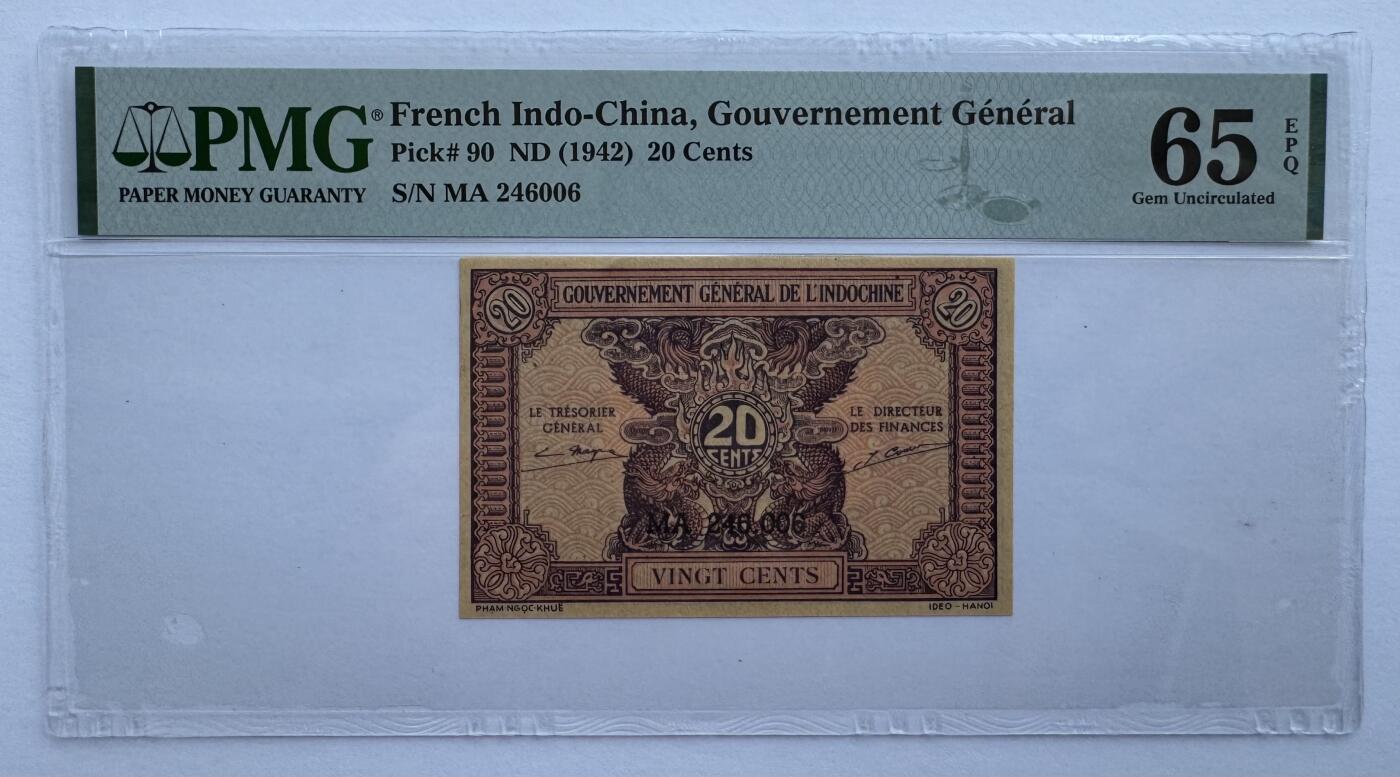 PMG®
PAPER MONEY GUARANTY
French Indo-China, Gouvernement Général
Pick# 90 ND (1942) 20 Cents
S/N MA 246006
65
EPQ
Gem Uncirculated
20
GOUVERNEMENT GÉNÉRAL DE L'INDOCHINE
20
LE TRÉSORIER
GÉNÉRAL
20
CENTS
LE DIRECTEUR
DES FINANCES
MA 246.006
VINGT CENTS
PHAM-NGỌC-KHUÊ
IDEO - HANOI